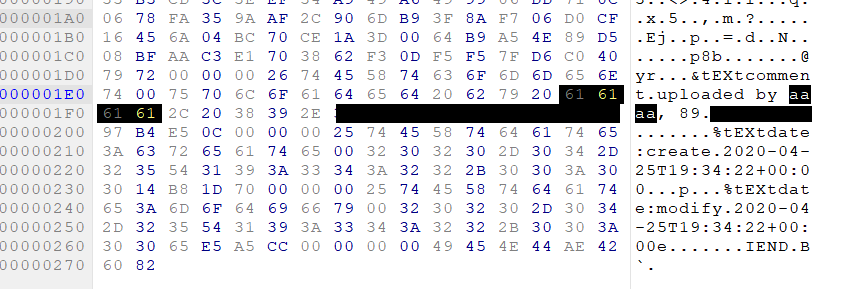 000001A0 06 78 FA 35 9A AF 2C 90 6D B9 3F 8A F7 06 D0 CF .x.5..,.m.?.....
000001B0 16 45 6A 04 BC 70 CE 1A 3D 00 64 B9 A5 4E 89 D5 .Ej..p..=.d..N..
000001C0 08 BF AA C3 E1 70 38 62 F3 0D F5 F5 7F D6 C0 40 .....p8b.......@
000001D0 79 72 00 00 00 26 74 45 58 74 63 6F 6D 6D 65 6E yr...&tEXtcommen
000001E0 74 00 75 70 6C 6F 61 64 65 64 20 62 79 20 61 61 t.uploaded by aa
000001F0 61 61 2C 20 38 39 2E aa, 89.
00000200 97 B4 E5 0C 00 00 00 25 74 45 58 74 64 61 74 65 .......%tEXtdate
00000210 3A 63 72 65 61 74 65 00 32 30 32 30 2D 30 34 2D :create.2020-04-
00000220 32 35 54 31 39 3A 33 34 3A 32 32 2B 30 30 3A 30 25T19:34:22+00:0
00000230 30 14 B8 1D 70 00 00 00 25 74 45 58 74 64 61 74 0...p...%tEXtdat
00000240 65 3A 6D 6F 64 69 66 79 00 32 30 32 30 2D 30 34 e:modify.2020-04
00000250 2D 32 35 54 31 39 3A 33 34 3A 32 32 2B 30 30 3A -25T19:34:22+00:
00000260 30 30 65 E5 A5 CC 00 00 00 00 49 45 4E 44 AE 42 00e.......IEND.B
00000270 60 82 `.